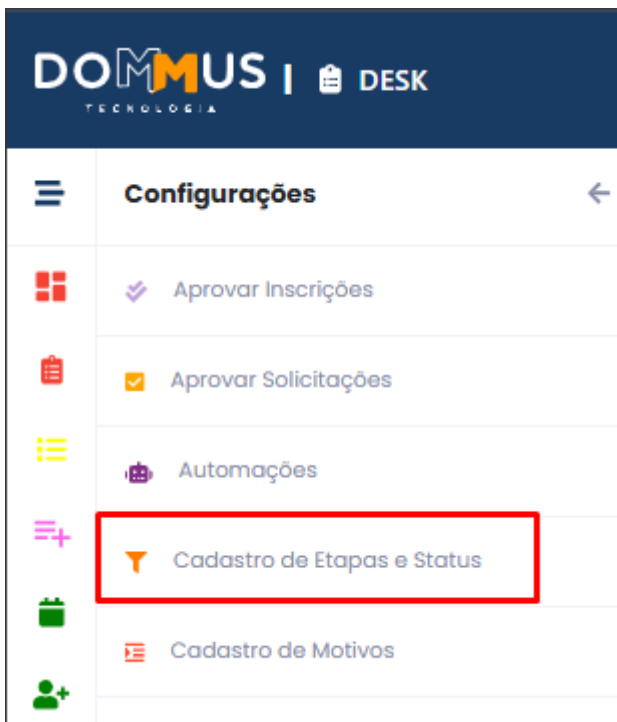 DOMMUS | DESK
TECNOLOGIA
Configurações
Aprovar Inscrições
Aprovar Solicitações
Automações
Cadastro de Etapas e Status
Cadastro de Motivos